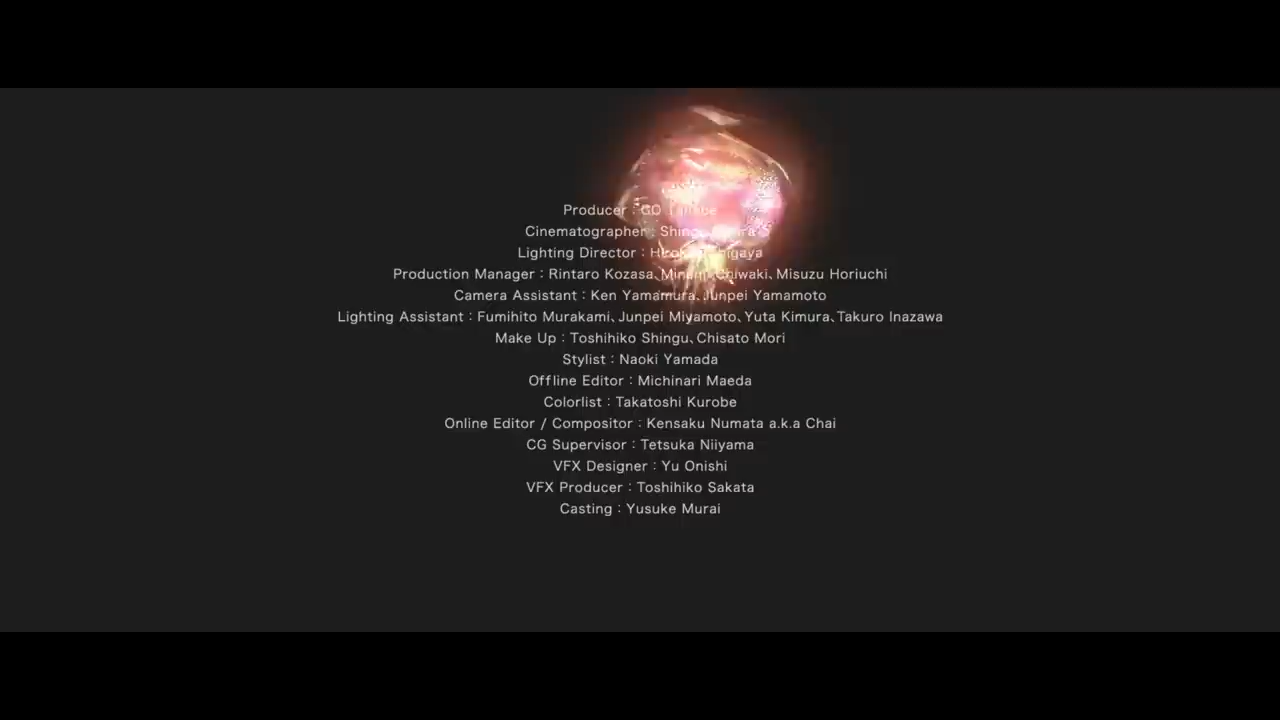 Producer : GO
Cinematographer :
Lighting Director :
Production Manager : Rintaro Kozasa、Minami Chiwaki、Misuzu Horiuchi
Camera Assistant : Ken Yamamura、Junpei Yamamoto
Lighting Assistant : Fumihito Murakami、Junpei Miyamoto、Yuta Kimura、Takuro Inazawa
Make Up : Toshihiko Shingu、Chisato Mori
Stylist : Naoki Yamada
Offline Editor : Michinari Maeda
Colorlist : Takatoshi Kurobe
Online Editor / Compositor : Kensaku Numata a.k.a Chai
CG Supervisor : Tetsuka Niiyama
VFX Designer : Yu Onishi
VFX Producer : Toshihiko Sakata
Casting : Yusuke Murai